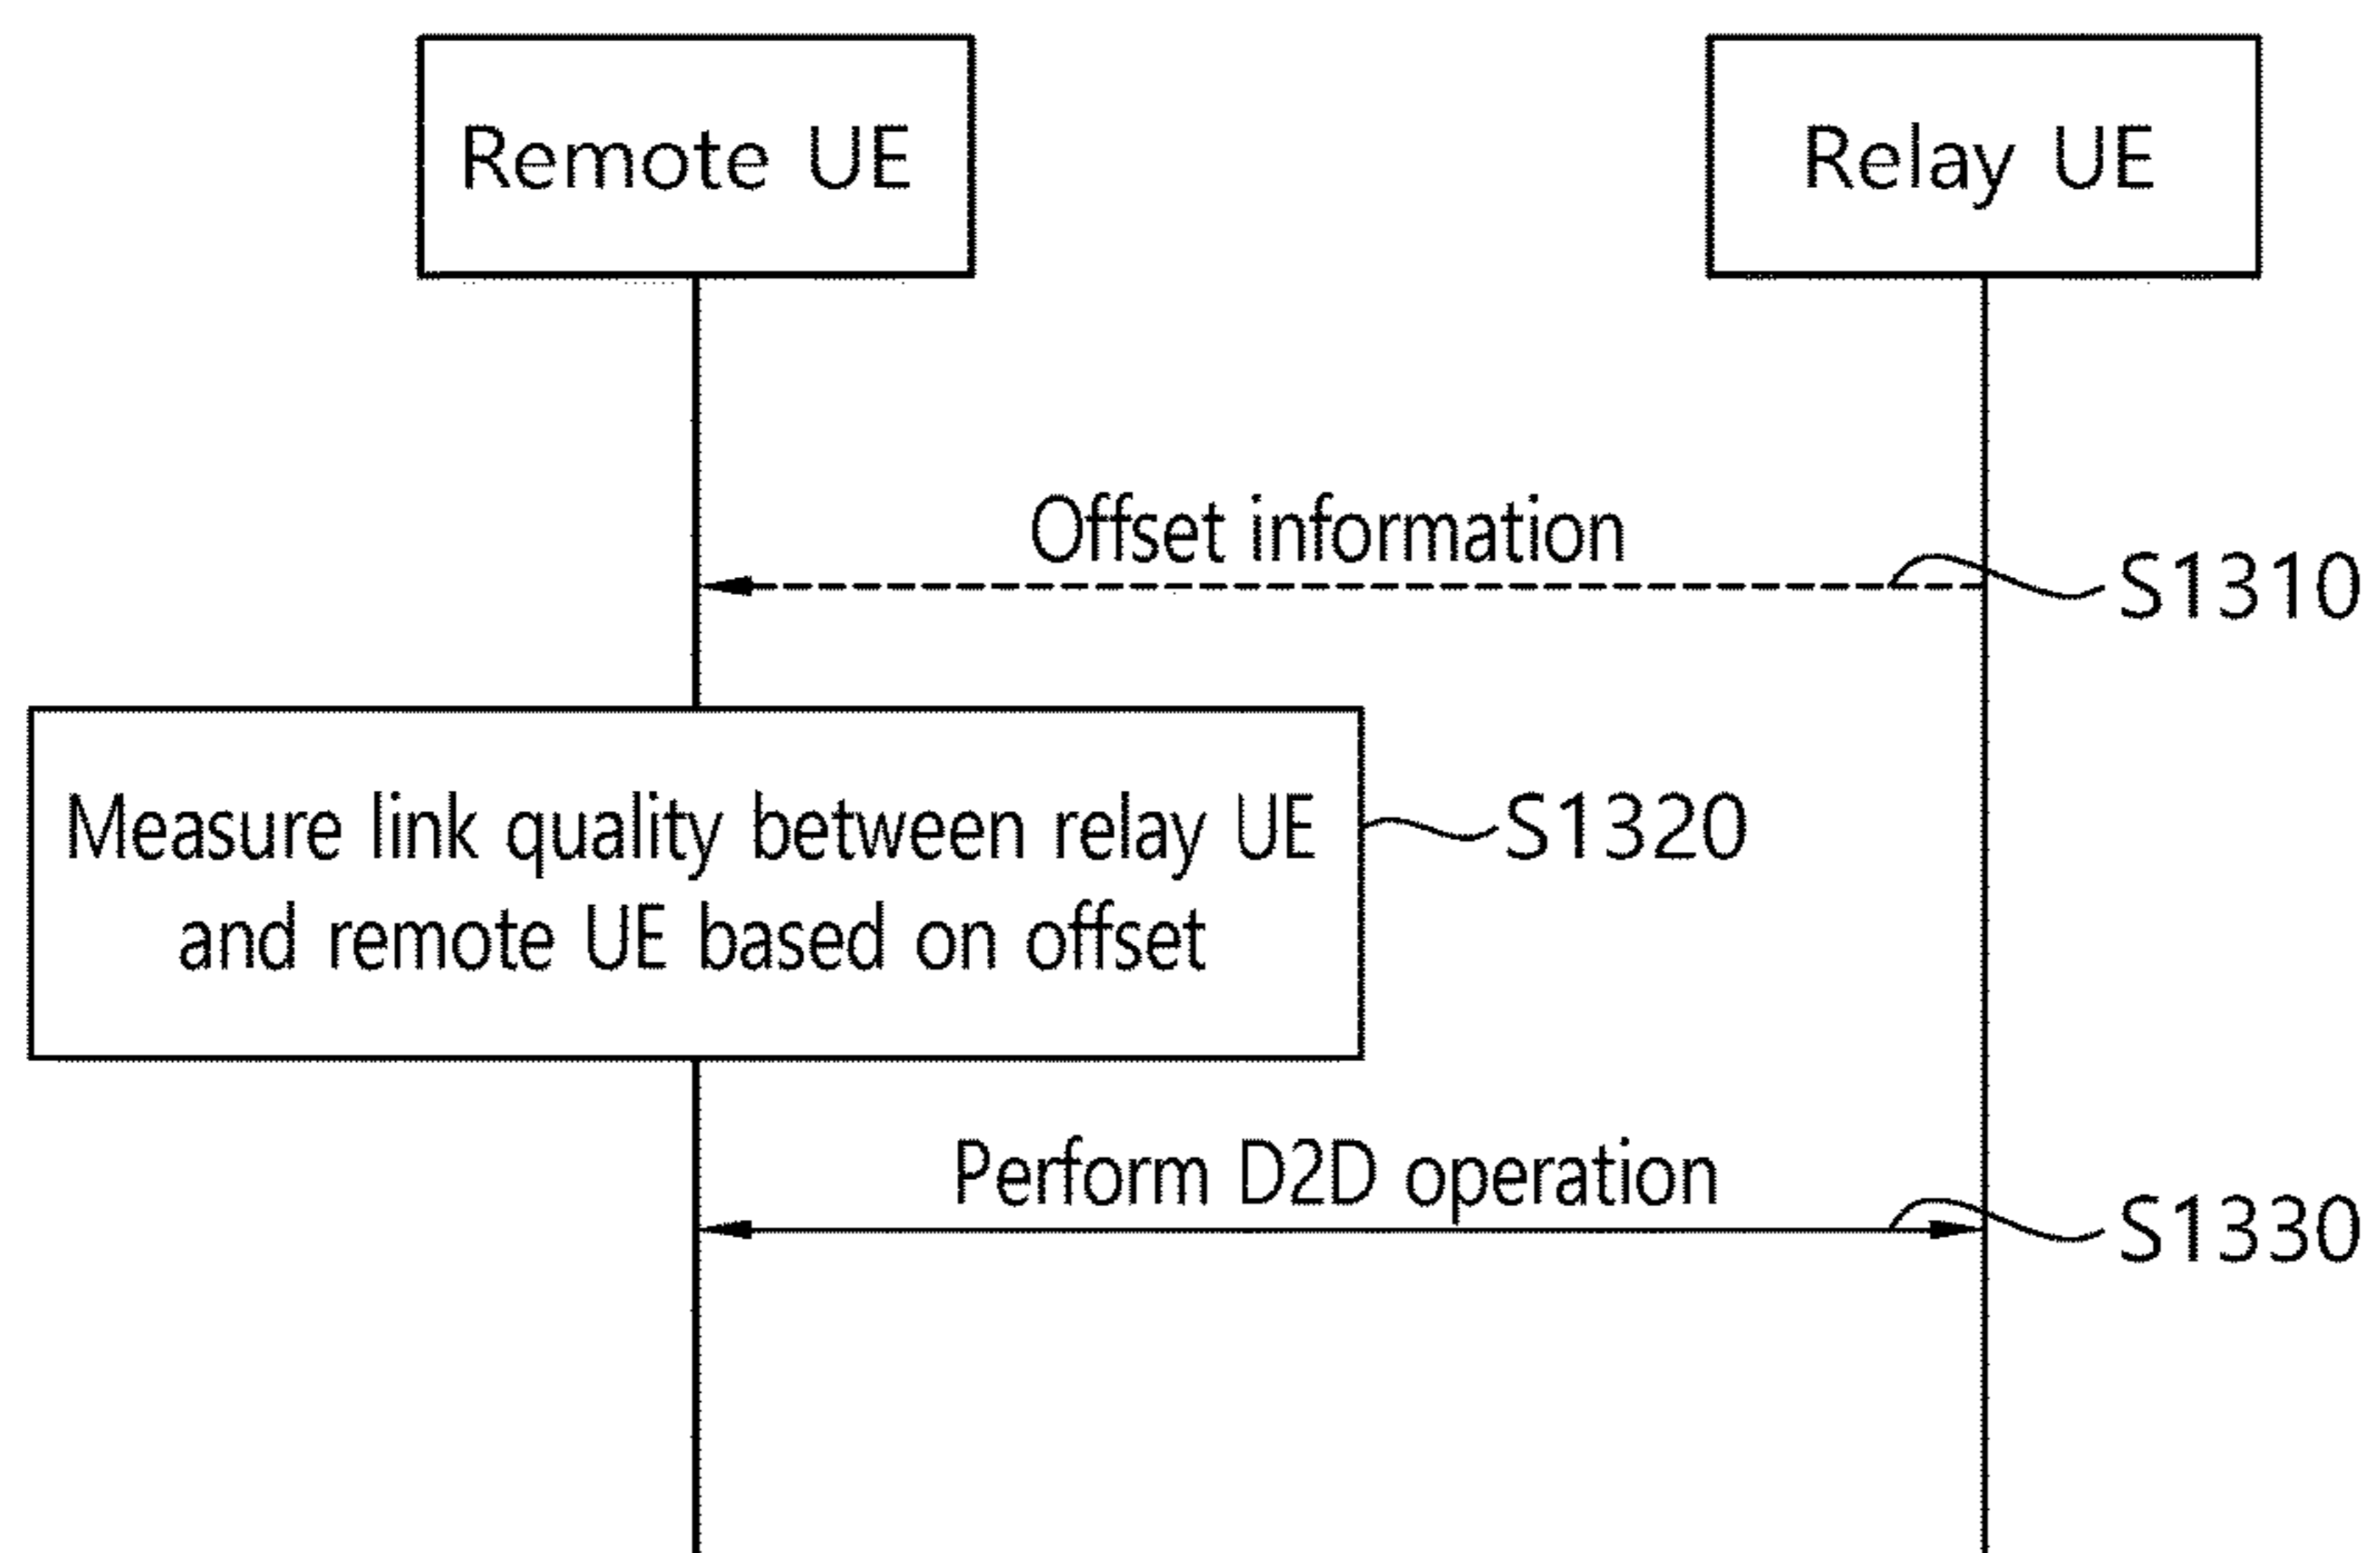 Remote UE
Relay UE
Offset information
S1310
Measure link quality between relay UE
and remote UE based on offset
S1320
Perform D2D operation
S1330